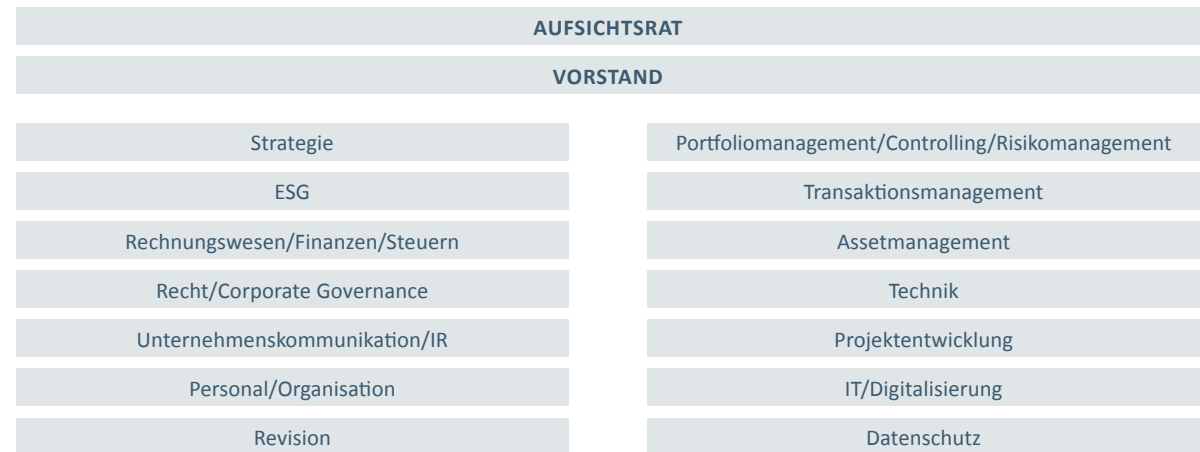 AUFSICHTSRAT
VORSTAND
Strategie
ESG
Rechnungswesen/Finanzen/Steuern
Recht/Corporate Governance
Unternehmenskommunikation/IR
Personal/Organisation
Revision
Portfoliomanagement/Controlling/Risikomanagement
Transaktionsmanagement
Assetmanagement
Technik
Projektentwicklung
IT/Digitalisierung
Datenschutz